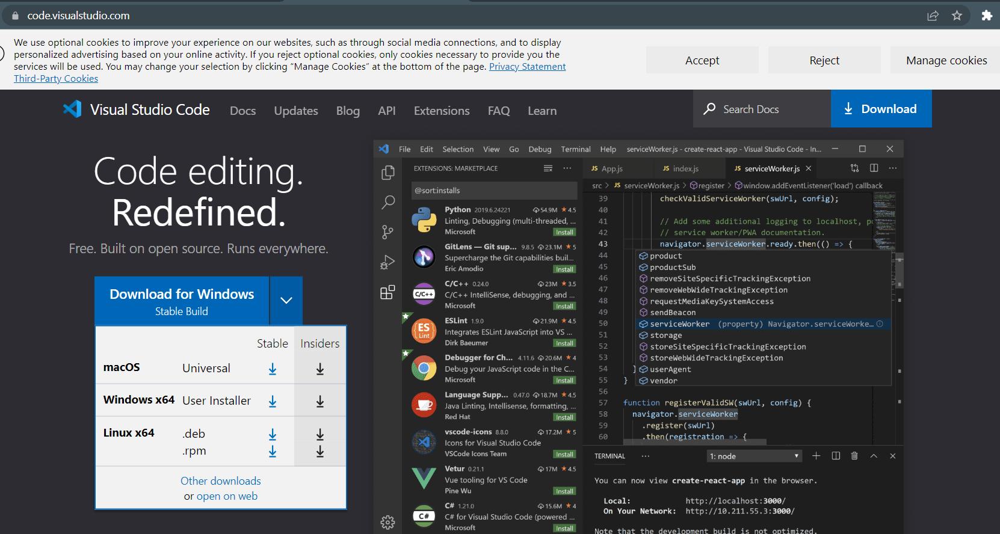 code.visualstudio.com
We use optional cookies to improve your experience on our websites, such as through social media connections, and to display
personalized advertising based on your online activity. If you reject optional cookies, only cookies necessary to provide you the
services will be used. You may change your selection by clicking “Manage Cookies” at the bottom of the page. Privacy Statement
Third-Party Cookies
Accept
Reject
Manage cookies
Visual Studio Code
Docs
Updates
Blog
API
Extensions
FAQ
Learn
Search Docs
Download
Code editing.
Redefined.
Free. Built on open source. Runs everywhere.
Download for Windows
Stable Build
Stable Insiders
macOS Universal
Windows x64 User Installer
Linux x64 .deb
.rpm
Other downloads
or open on web
File Edit Selection View Go Debug Terminal Help serviceWorker.js - create-react-app - Visual Studio Code - In...
EXTENSIONS: MARKETPLACE ...
@sort:installs
Python 2019.6.24221 54.9M ★ 4.5
Linting, Debugging (multi-threaded, ...
Microsoft Install
GitLens — Git sup... 9.8.5 23.1M ★ 5
Supercharge the Git capabilities buil...
Eric Amodio Install
C/C++
C/C++ 0.24.0 23M ★ 3.5
C/C++ IntelliSense, debugging, and ...
Microsoft Install
ES
Lint
ESLint 1.9.0 21.9M ★ 4.5
Integrates ESLint JavaScript into VS ...
Dirk Baeumer Install
Debugger for Ch... 4.11.6 20.6M ★ 4
Debug your JavaScript code in the C...
Microsoft Install
Language Supp... 0.47.0 18.7M ★ 4.5
Java Linting, Intellisense, formatting, ...
Red Hat Install
vscode-icons 8.8.0 17.2M ★ 5
Icons for Visual Studio Code
VSCode Icons Team Install
Vetur 0.21.1 17M ★ 4.5
Vue tooling for VS Code
Pine Wu Install
C#
C# 1.21.0 15.6M ★ 4
C# for Visual Studio Code (powered ...
Microsoft Install
JS App.js
JS index.js
JS serviceWorker.js ...
src > JS serviceWorker.js > register > window.addEventListener('load') callback
39 checkValidServiceWorker(swUrl, config);
40
41 // Add some additional logging to localhost, po
42 // service worker/PWA documentation.
43 navigator.serviceWorker.ready.then(() => {
44 product
45 productSub
46 removeSiteSpecificTrackingException
47 removeWebWideTrackingException
48 requestMediaKeySystemAccess
49 sendBeacon
50 serviceWorker (property) Navigator.serviceWorke...
51 storage
52 storeSiteSpecificTrackingException
53 storeWebWideTrackingException
54 } userAgent
55 } vendor
56
57 function registerValidSW(swUrl, config) {
58 navigator.serviceWorker
59 .register(swUrl)
60 .then(registration => {
TERMINAL ...
1: node
You can now view create-react-app in the browser.
Local: http://localhost:3000/
On Your Network: http://10.211.55.3:3000/
Note that the development build is not optimized.